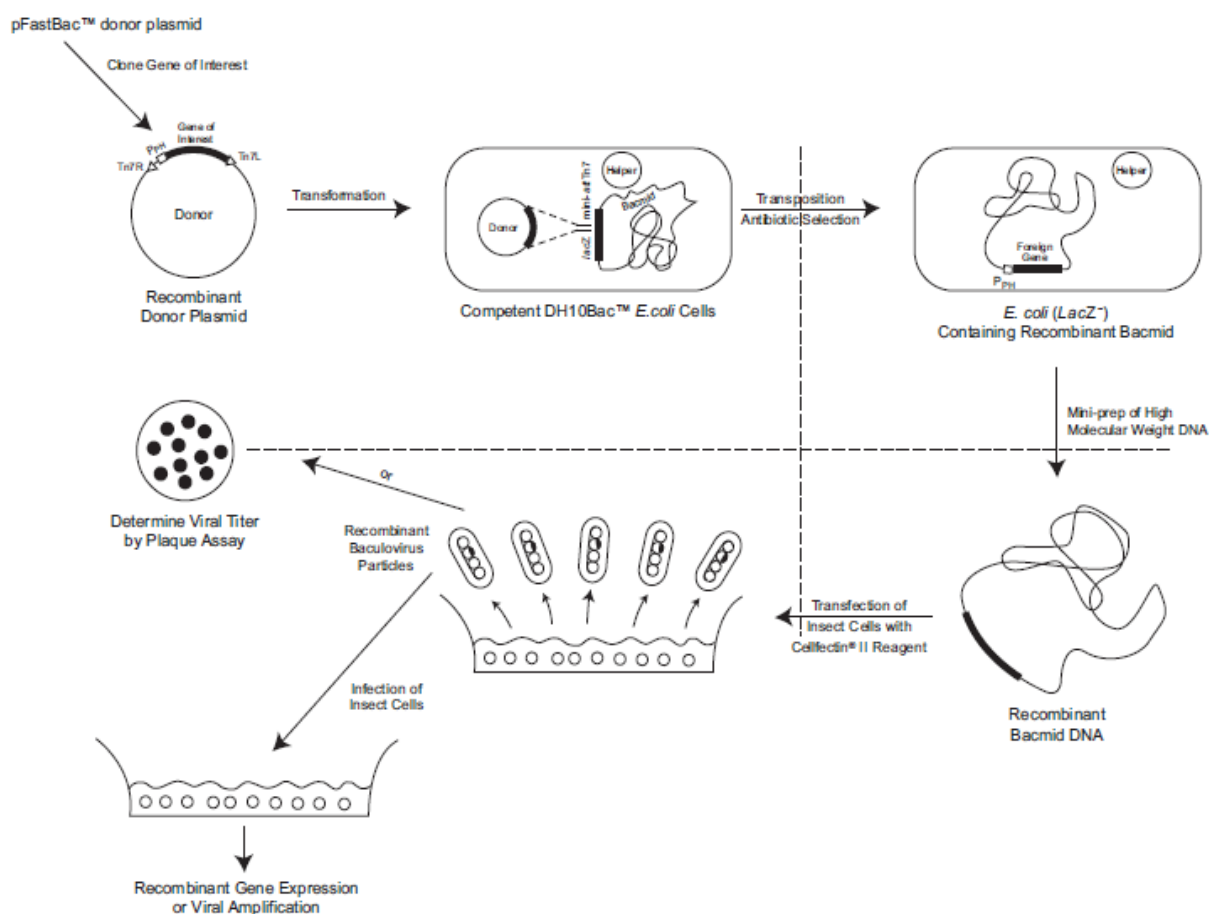 pFastBac™ donor plasmid
Clone Gene of Interest
Gene of
Interest
PPH
Tn7R
Tn7L
Donor
Recombinant
Donor Plasmid
Transformation
Helper
mini-attTn7
Bacmid
lacZ
Donor
Competent DH10Bac™ E.coli Cells
Transposition
Antibiotic Selection
Helper
Foreign
Gene
PPH
E. coli (LacZ⁻)
Containing Recombinant Bacmid
Mini-prep of High
Molecular Weight DNA
Determine Viral Titer
by Plaque Assay
or
Recombinant
Baculovirus
Particles
Transfection of
Insect Cells with
Cellfectin® II Reagent
Recombinant
Bacmid DNA
Infection of
Insect Cells
Recombinant Gene Expression
or Viral Amplification